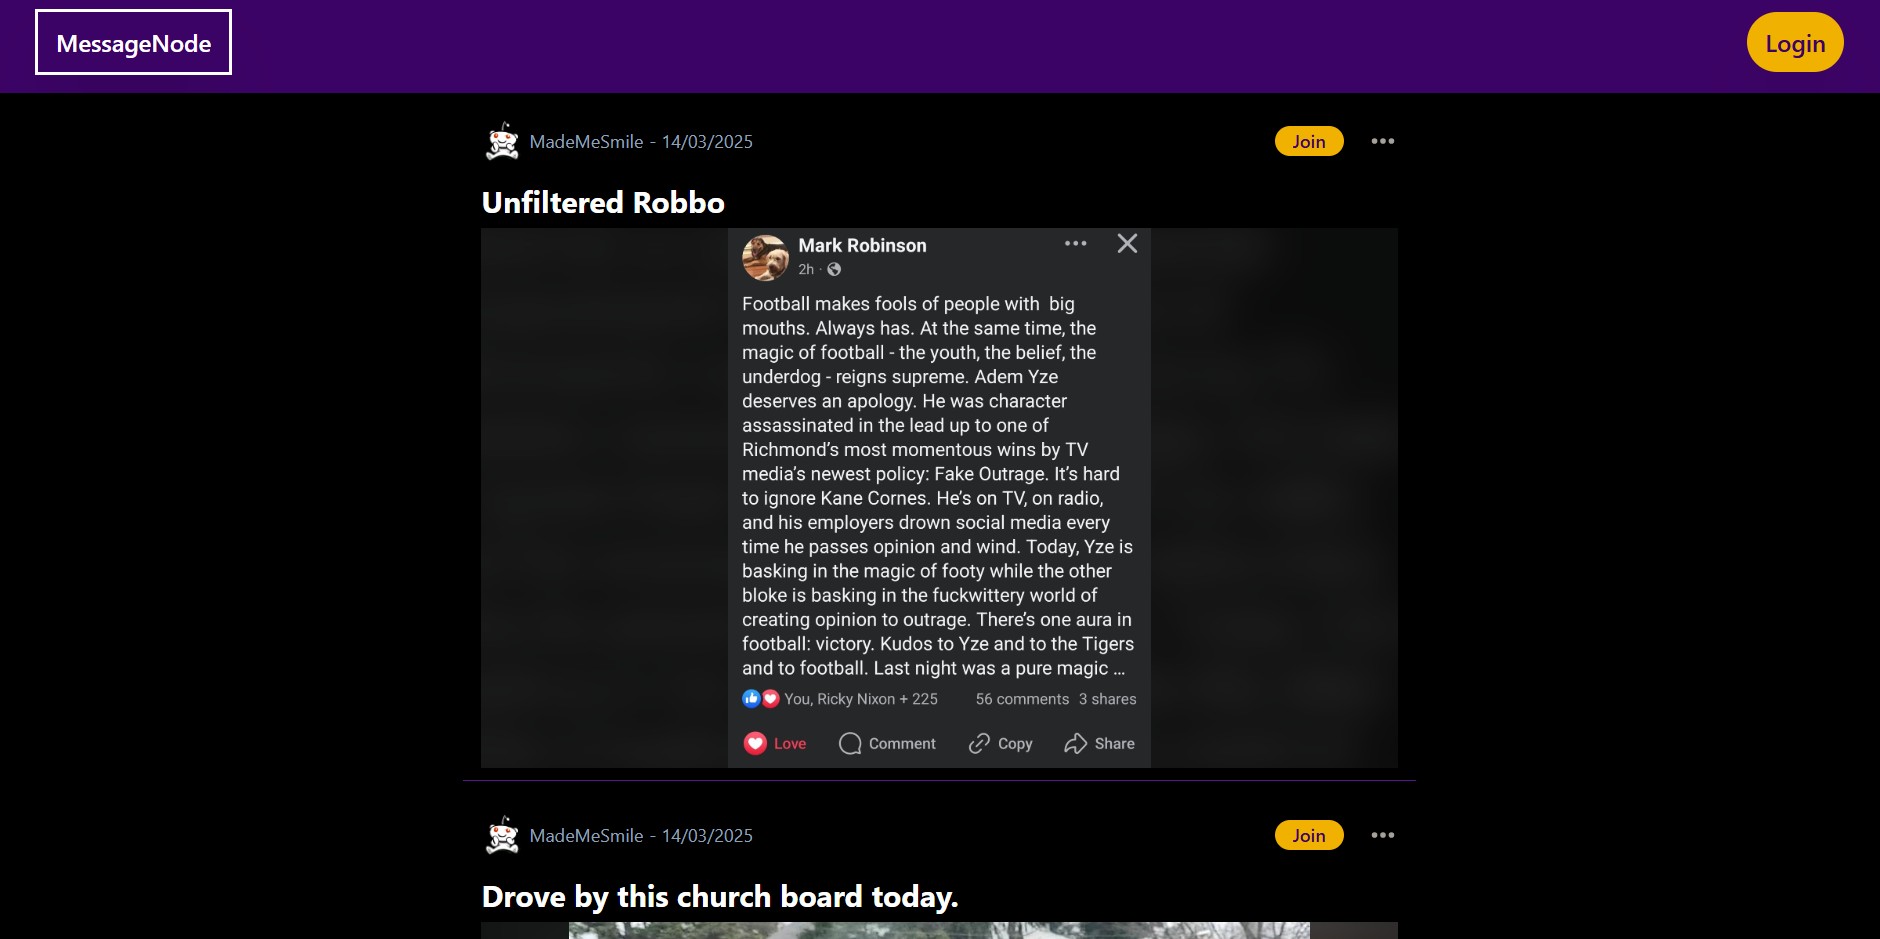 MessageNode
Login
MadeMeSmile - 14/03/2025
Join
Unfiltered Robbo
Mark Robinson
2h ·
Football makes fools of people with  big
mouths. Always has. At the same time, the
magic of football - the youth, the belief, the
underdog - reigns supreme. Adem Yze
deserves an apology. He was character
assassinated in the lead up to one of
Richmond’s most momentous wins by TV
media’s newest policy: Fake Outrage. It’s hard
to ignore Kane Cornes. He’s on TV, on radio,
and his employers drown social media every
time he passes opinion and wind. Today, Yze is
basking in the magic of footy while the other
bloke is basking in the fuckwittery world of
creating opinion to outrage. There’s one aura in
football: victory. Kudos to Yze and to the Tigers
and to football. Last night was a pure magic ...
You, Ricky Nixon + 225 56 comments 3 shares
Love Comment Copy Share
MadeMeSmile - 14/03/2025
Join
Drove by this church board today.